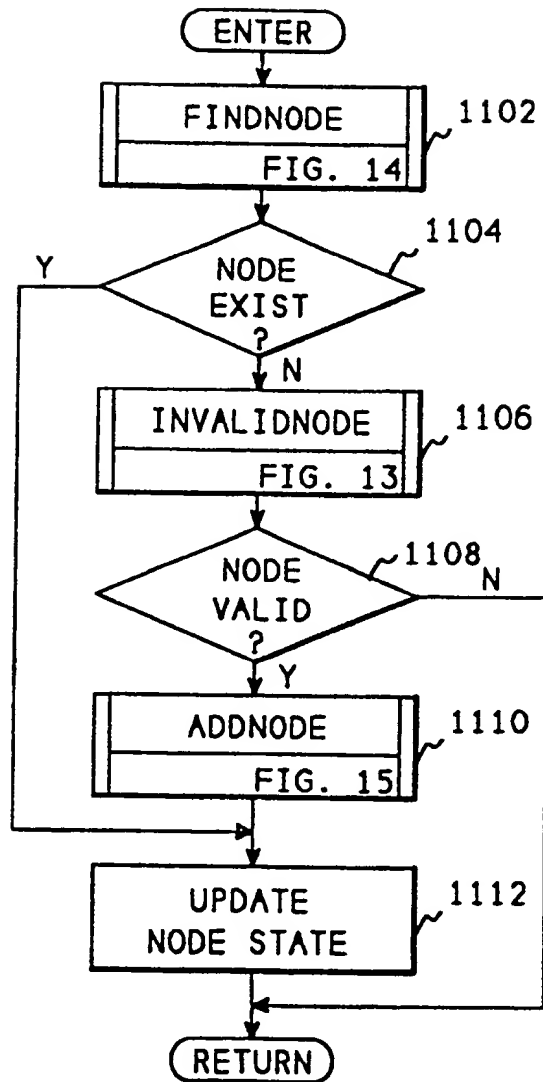 ENTER
FINDNODE
1102
FIG. 14
1104
Y
NODE
EXIST
?
N
INVALIDNODE
1106
FIG. 13
1108
NODE
N
VALID
?
Y
ADDNODE
1110
FIG. 15
UPDATE
1112
NODE STATE
RETURN